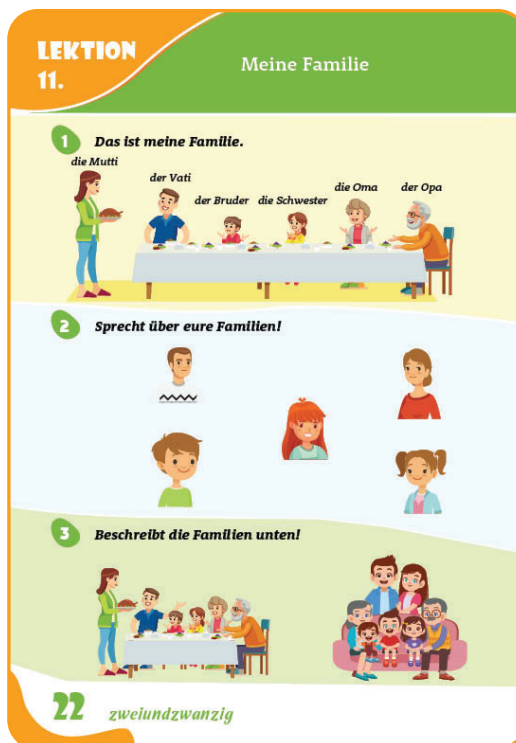 LEKTION
11.
Meine Familie
1 Das ist meine Familie.
die Mutti
der Vati
der Bruder
die Schwester
die Oma
der Opa
2 Sprecht über eure Familien!
3 Beschreibt die Familien unten!
22 zweiundzwanzig